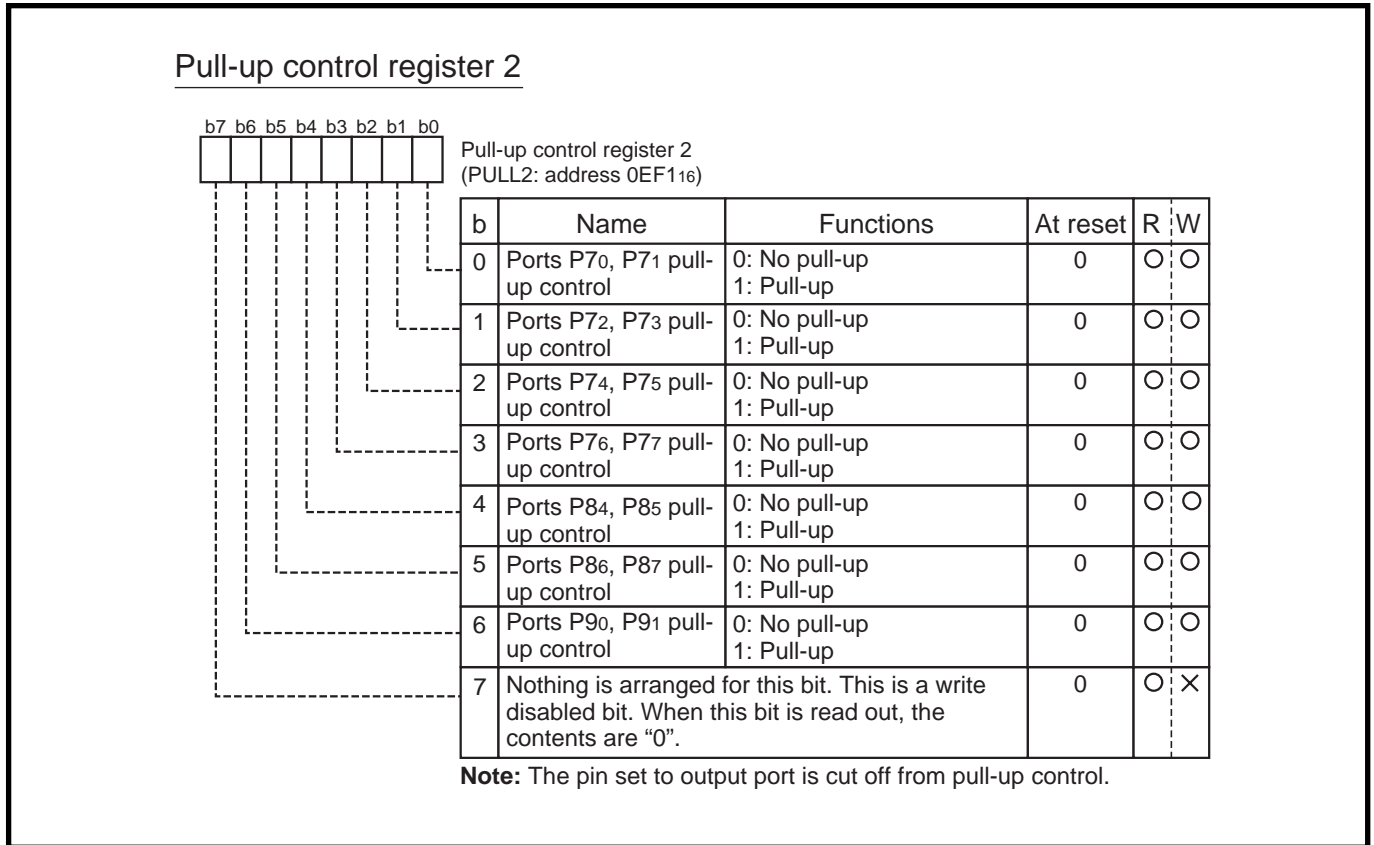 Pull-up control register 2
b7 b6 b5 b4 b3 b2 b1 b0
Pull-up control register 2
(PULL2: address 0EF1₁₆)
b Name Functions At reset R W
0 Ports P7₀, P7₁ pull- 0: No pull-up 0 ○ ○
up control 1: Pull-up
1 Ports P7₂, P7₃ pull- 0: No pull-up 0 ○ ○
up control 1: Pull-up
2 Ports P7₄, P7₅ pull- 0: No pull-up 0 ○ ○
up control 1: Pull-up
3 Ports P7₆, P7₇ pull- 0: No pull-up 0 ○ ○
up control 1: Pull-up
4 Ports P8₄, P8₅ pull- 0: No pull-up 0 ○ ○
up control 1: Pull-up
5 Ports P8₆, P8₇ pull- 0: No pull-up 0 ○ ○
up control 1: Pull-up
6 Ports P9₀, P9₁ pull- 0: No pull-up 0 ○ ○
up control 1: Pull-up
7 Nothing is arranged for this bit. This is a write 0 ○ ×
disabled bit. When this bit is read out, the
contents are “0”.
Note: The pin set to output port is cut off from pull-up control.